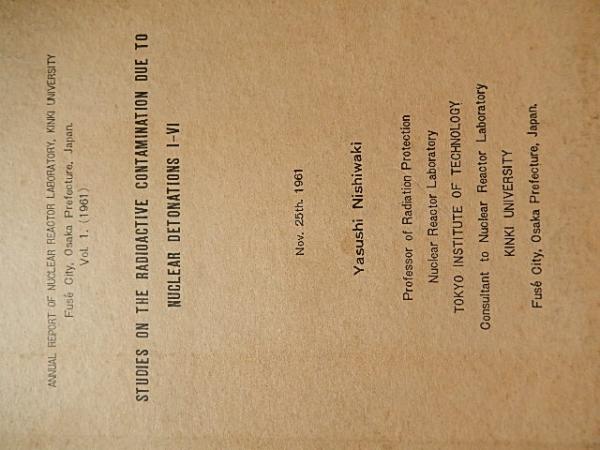 ANNUAL REPORT OF NUCLEAR REACTOR LABORATORY, KINKI UNIVERSITY
Fusé City, Osaka Prefecture, Japan.
Vol. 1. (1961)
STUDIES ON THE RADIOACTIVE CONTAMINATION DUE TO
NUCLEAR DETONATIONS I-VI
Nov. 25th. 1961
Yasushi Nishiwaki
Professor of Radiation Protection
Nuclear Reactor Laboratory
TOKYO INSTITUTE OF TECHNOLOGY
Consultant to Nuclear Reactor Laboratory
KINKI UNIVERSITY
Fusé City, Osaka Prefecture, Japan.